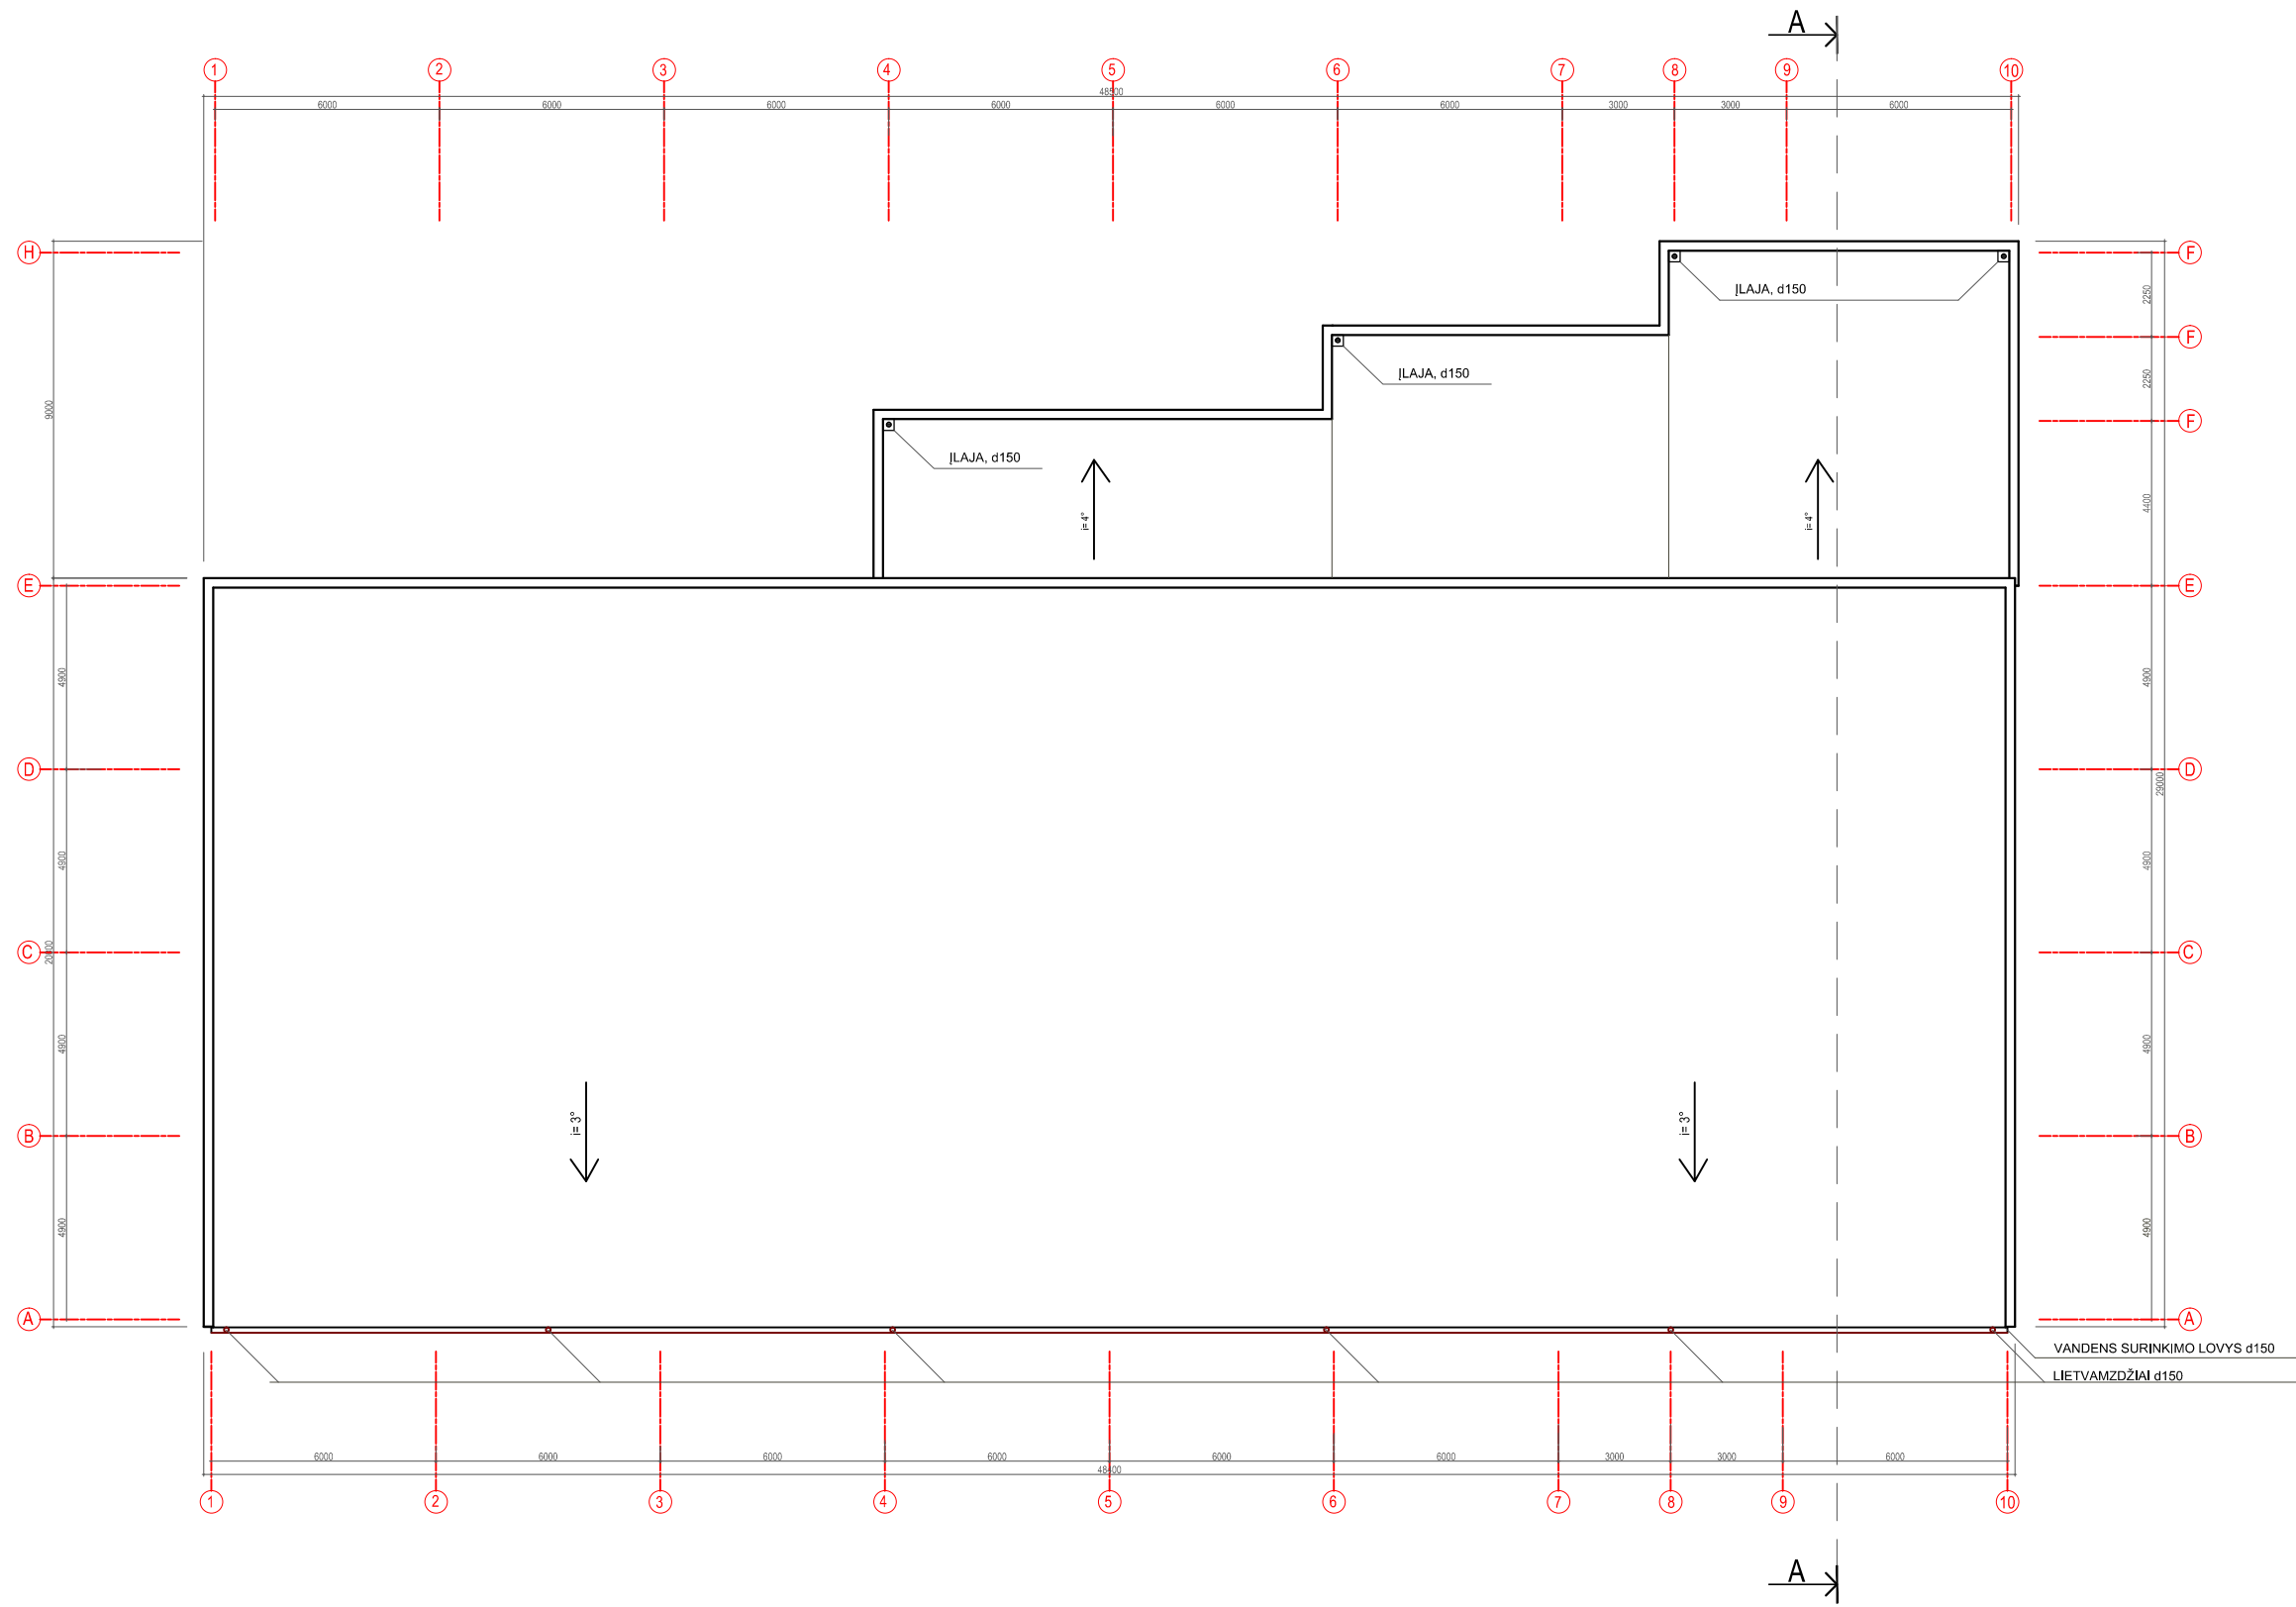 A
1 2 3 4 5 6 7 8 9 10
48500
6000 6000 6000 6000 6000 6000 3000 3000 6000
H F
ĮLAJA, d150
2250
F
ĮLAJA, d150
2250
9000
F
ĮLAJA, d150
4400
i= 4° i= 4°
E E
4900 4900
D D
29000
4900 4900
C C
4900 4900
i= 3° i= 3°
B B
4900 4900
A A
VANDENS SURINKIMO LOVYS d150
LIETVAMZDŽIAI d150
6000 6000 6000 6000 6000 6000 3000 3000 6000
48400
1 2 3 4 5 6 7 8 9 10
A